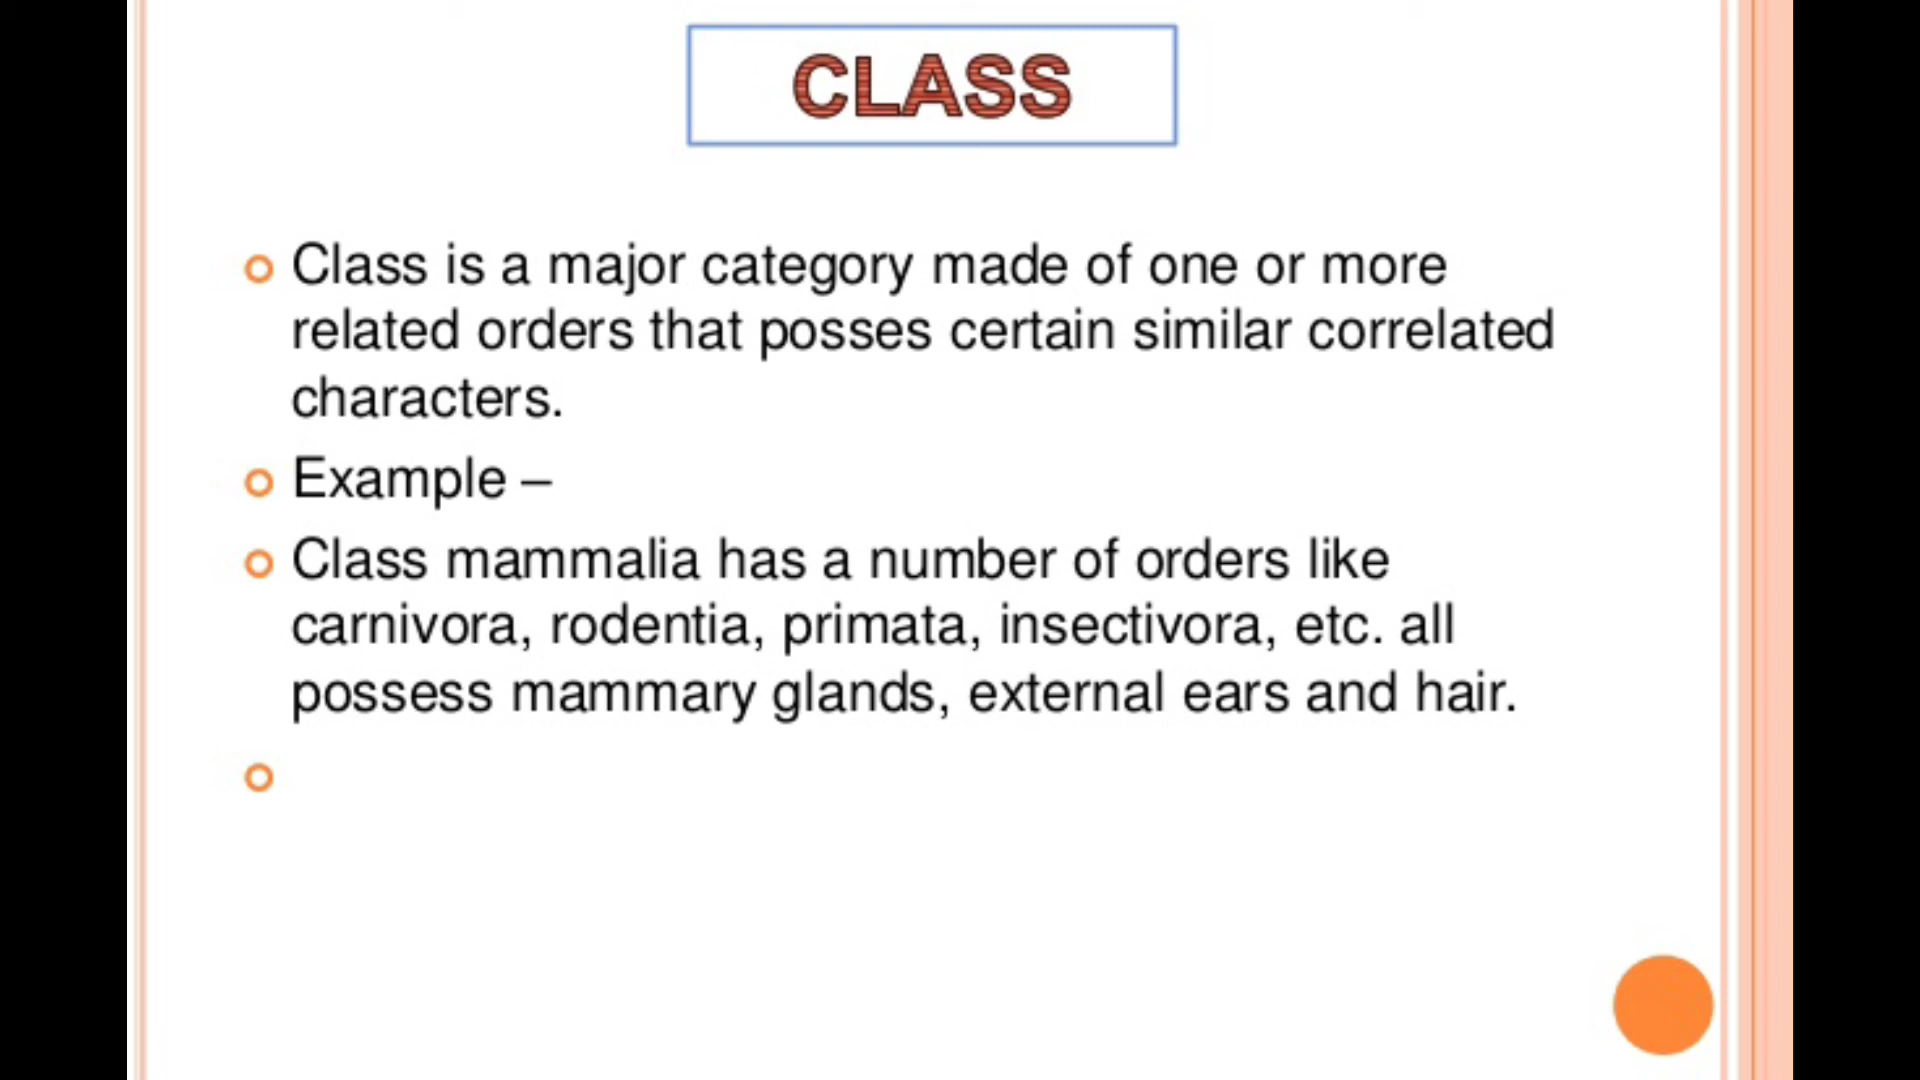 CLASS
Class is a major category made of one or more
related orders that posses certain similar correlated
characters.
Example –
Class mammalia has a number of orders like
carnivora, rodentia, primata, insectivora, etc. all
possess mammary glands, external ears and hair.